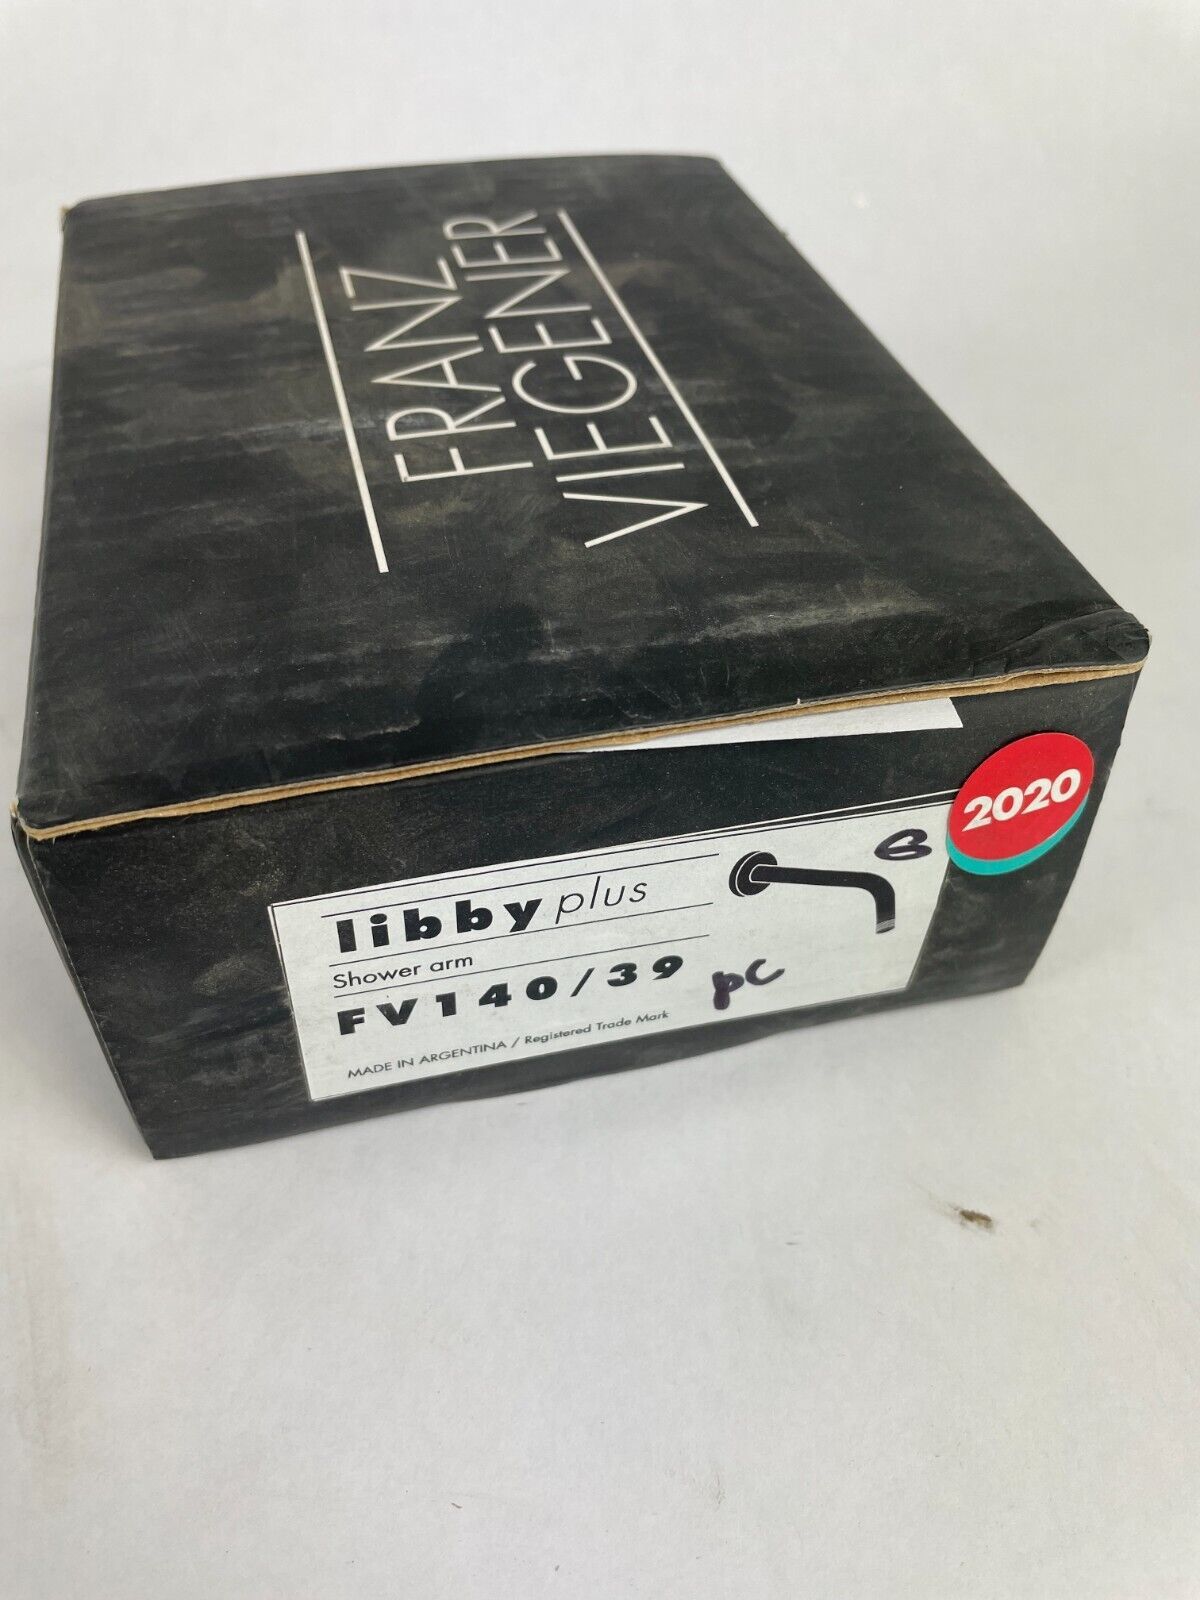 FRANZ
VIEGENER
2020
libby plus
Shower arm
FV140/39
pc
MADE IN ARGENTINA / Registered Trade Mark